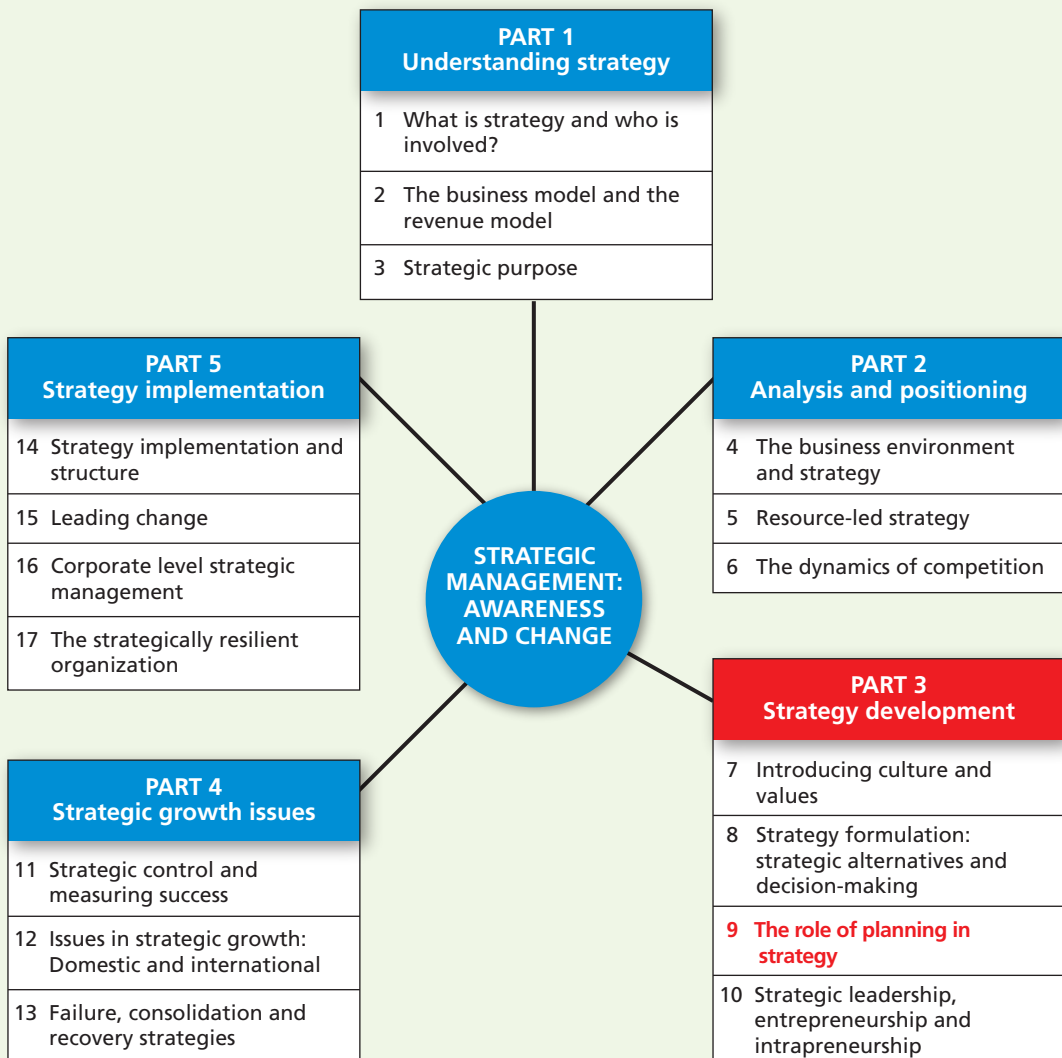 PART 1
Understanding strategy
1 What is strategy and who is
involved?
2 The business model and the
revenue model
3 Strategic purpose
PART 5
Strategy implementation
14 Strategy implementation and
structure
15 Leading change
16 Corporate level strategic
management
17 The strategically resilient
organization
PART 2
Analysis and positioning
4 The business environment
and strategy
5 Resource-led strategy
6 The dynamics of competition
STRATEGIC
MANAGEMENT:
AWARENESS
AND CHANGE
PART 4
Strategic growth issues
11 Strategic control and
measuring success
12 Issues in strategic growth:
Domestic and international
13 Failure, consolidation and
recovery strategies
PART 3
Strategy development
7 Introducing culture and
values
8 Strategy formulation:
strategic alternatives and
decision-making
9 The role of planning in
strategy
10 Strategic leadership,
entrepreneurship and
intrapreneurship